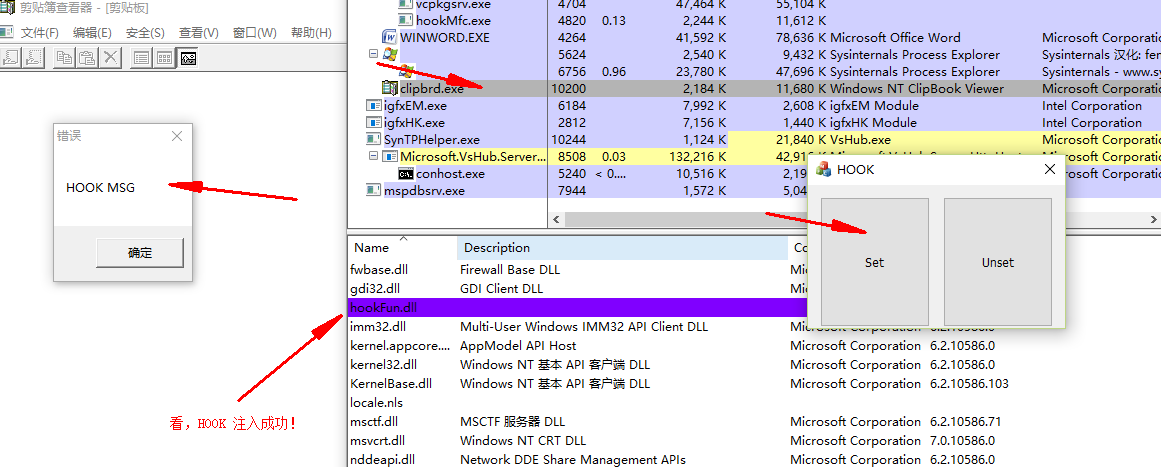 剪贴簿查看器 - [剪贴板]
文件(F) 编辑(E) 安全(S) 查看(V) 窗口(W) 帮助(H)
错误
HOOK MSG
确定
vcpkgsrv.exe 4704 47,464 K 55,104 K
hookMfc.exe 4820 0.13 2,244 K 11,612 K
WINWORD.EXE 4264 41,592 K 78,636 K Microsoft Office Word Microsoft Corporatio
5624 2,540 K 9,432 K Sysinternals Process Explorer Sysinternals 汉化: fer
6756 0.96 23,780 K 47,696 K Sysinternals Process Explorer Sysinternals - www.sy
clipbrd.exe 10200 2,184 K 11,680 K Windows NT ClipBook Viewer Microsoft Corporatio
igfxEM.exe 6184 7,992 K 2,608 K igfxEM Module Intel Corporation
igfxHK.exe 2812 7,156 K 1,440 K igfxHK Module Intel Corporation
SynTPHelper.exe 10244 1,124 K 21,840 K VsHub.exe Microsoft Corporatio
Microsoft.VsHub.Server... 8508 0.03 132,216 K 42,91
conhost.exe 5240 < 0.... 10,516 K 2,19
mspdbsrv.exe 7944 1,572 K 5,04
HOOK
Set Unset
Name Description Co
fwbase.dll Firewall Base DLL Mi
gdi32.dll GDI Client DLL Mi
hookFun.dll
imm32.dll Multi-User Windows IMM32 API Client DLL Microsoft Corporation 6.2.10586.0
kernel.appcore.... AppModel API Host Microsoft Corporation 6.2.10586.0
kernel32.dll Windows NT 基本 API 客户端 DLL Microsoft Corporation 6.2.10586.0
KernelBase.dll Windows NT 基本 API 客户端 DLL Microsoft Corporation 6.2.10586.103
locale.nls
msctf.dll MSCTF 服务器 DLL Microsoft Corporation 6.2.10586.71
msvcrt.dll Windows NT CRT DLL Microsoft Corporation 7.0.10586.0
nddeapi.dll Network DDE Share Management APIs Microsoft Corporation 6.2.10586.0
看，HOOK 注入成功！